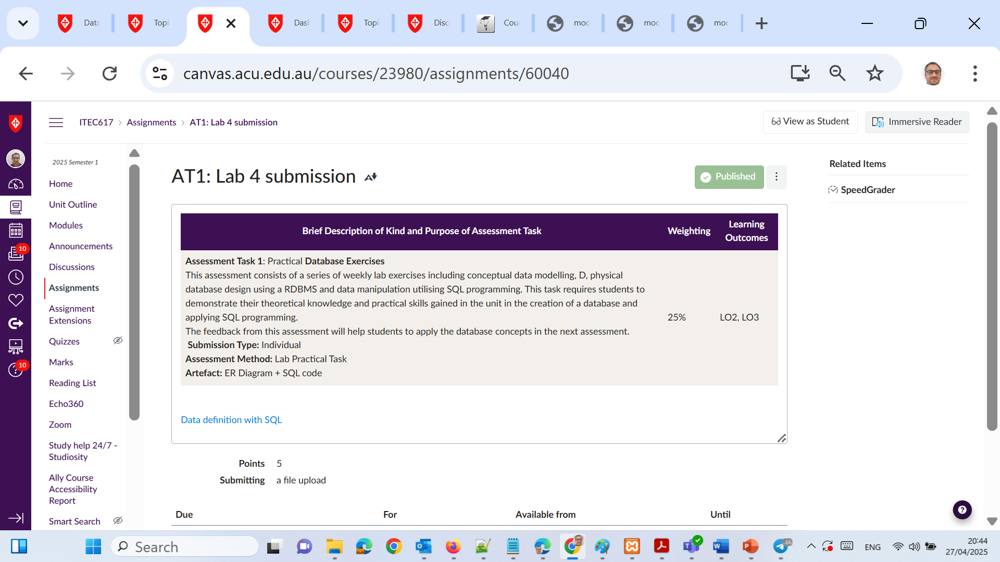 Data
Topi
Dash
Topi
Disc
Cour
moo
moo
moo
canvas.acu.edu.au/courses/23980/assignments/60040
ITEC617 > Assignments > AT1: Lab 4 submission
View as Student
Immersive Reader
2025 Semester 1
Home
Unit Outline
Modules
Announcements
Discussions
Assignments
Assignment
Extensions
Quizzes
Marks
Reading List
Echo360
Zoom
Study help 24/7 -
Studiosity
Ally Course
Accessibility
Report
Smart Search
10
10
AT1: Lab 4 submission
Published
Related Items
SpeedGrader
Brief Description of Kind and Purpose of Assessment Task
Weighting
Learning
Outcomes
Assessment Task 1: Practical Database Exercises
This assessment consists of a series of weekly lab exercises including conceptual data modelling, D, physical
database design using a RDBMS and data manipulation utilising SQL programming. This task requires students to
demonstrate their theoretical knowledge and practical skills gained in the unit in the creation of a database and
applying SQL programming.
The feedback from this assessment will help students to apply the database concepts in the next assessment.
Submission Type: Individual
Assessment Method: Lab Practical Task
Artefact: ER Diagram + SQL code
25%
LO2, LO3
Data definition with SQL
Points 5
Submitting a file upload
Due For Available from Until
Search
66
ENG
20:44
27/04/2025